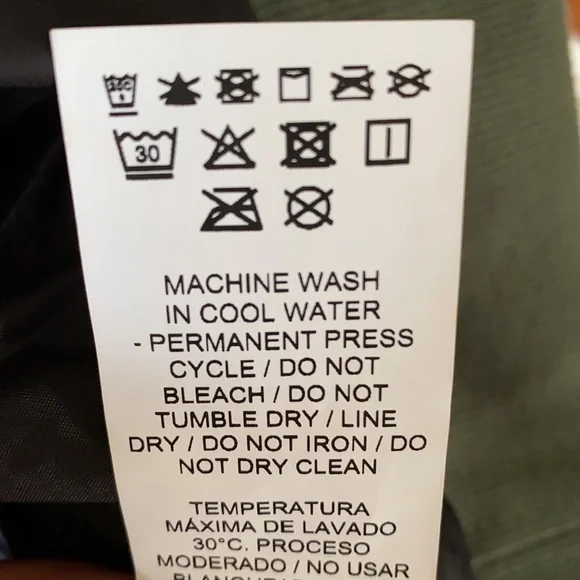 30°C
30
MACHINE WASH
IN COOL WATER
- PERMANENT PRESS
CYCLE / DO NOT
BLEACH / DO NOT
TUMBLE DRY / LINE
DRY / DO NOT IRON / DO
NOT DRY CLEAN
TEMPERATURA
MÁXIMA DE LAVADO
30°C. PROCESO
MODERADO / NO USAR